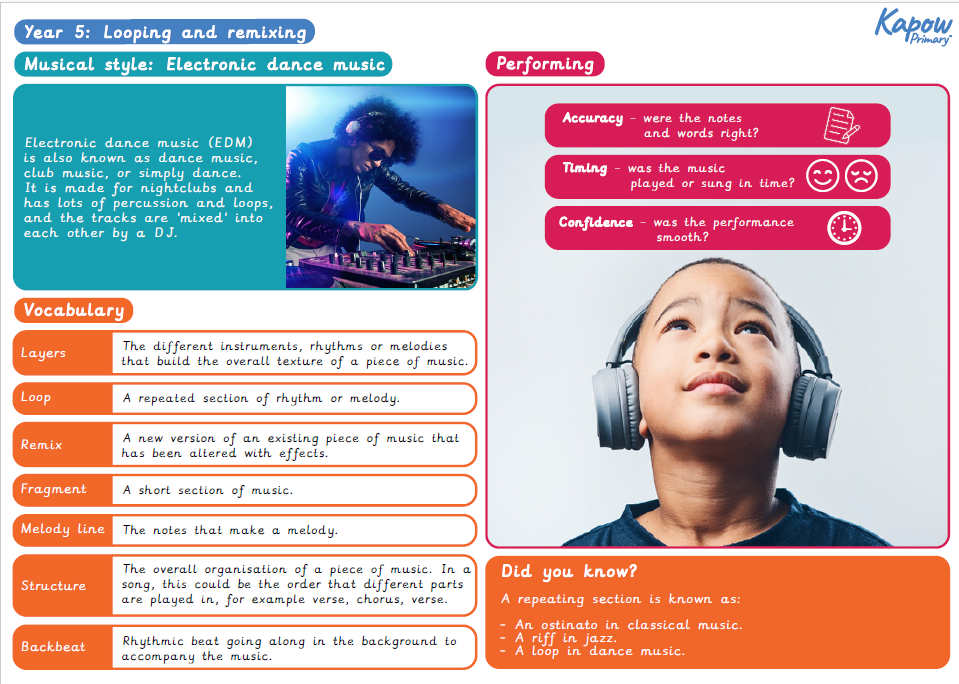 Year 5: Looping and remixing
Kapow
Primary™
Musical style: Electronic dance music
Electronic dance music (EDM)
is also known as dance music,
club music, or simply dance.
It is made for nightclubs and
has lots of percussion and loops,
and the tracks are 'mixed' into
each other by a DJ.
Vocabulary
Layers
The different instruments, rhythms or melodies
that build the overall texture of a piece of music.
Loop
A repeated section of rhythm or melody.
Remix
A new version of an existing piece of music that
has been altered with effects.
Fragment
A short section of music.
Melody line
The notes that make a melody.
Structure
The overall organisation of a piece of music. In a
song, this could be the order that different parts
are played in, for example verse, chorus, verse.
Backbeat
Rhythmic beat going along in the background to
accompany the music.
Performing
Accuracy - were the notes
and words right?
Timing - was the music
played or sung in time?
Confidence - was the performance
smooth?
Did you know?
A repeating section is known as:
- An ostinato in classical music.
- A riff in jazz.
- A loop in dance music.